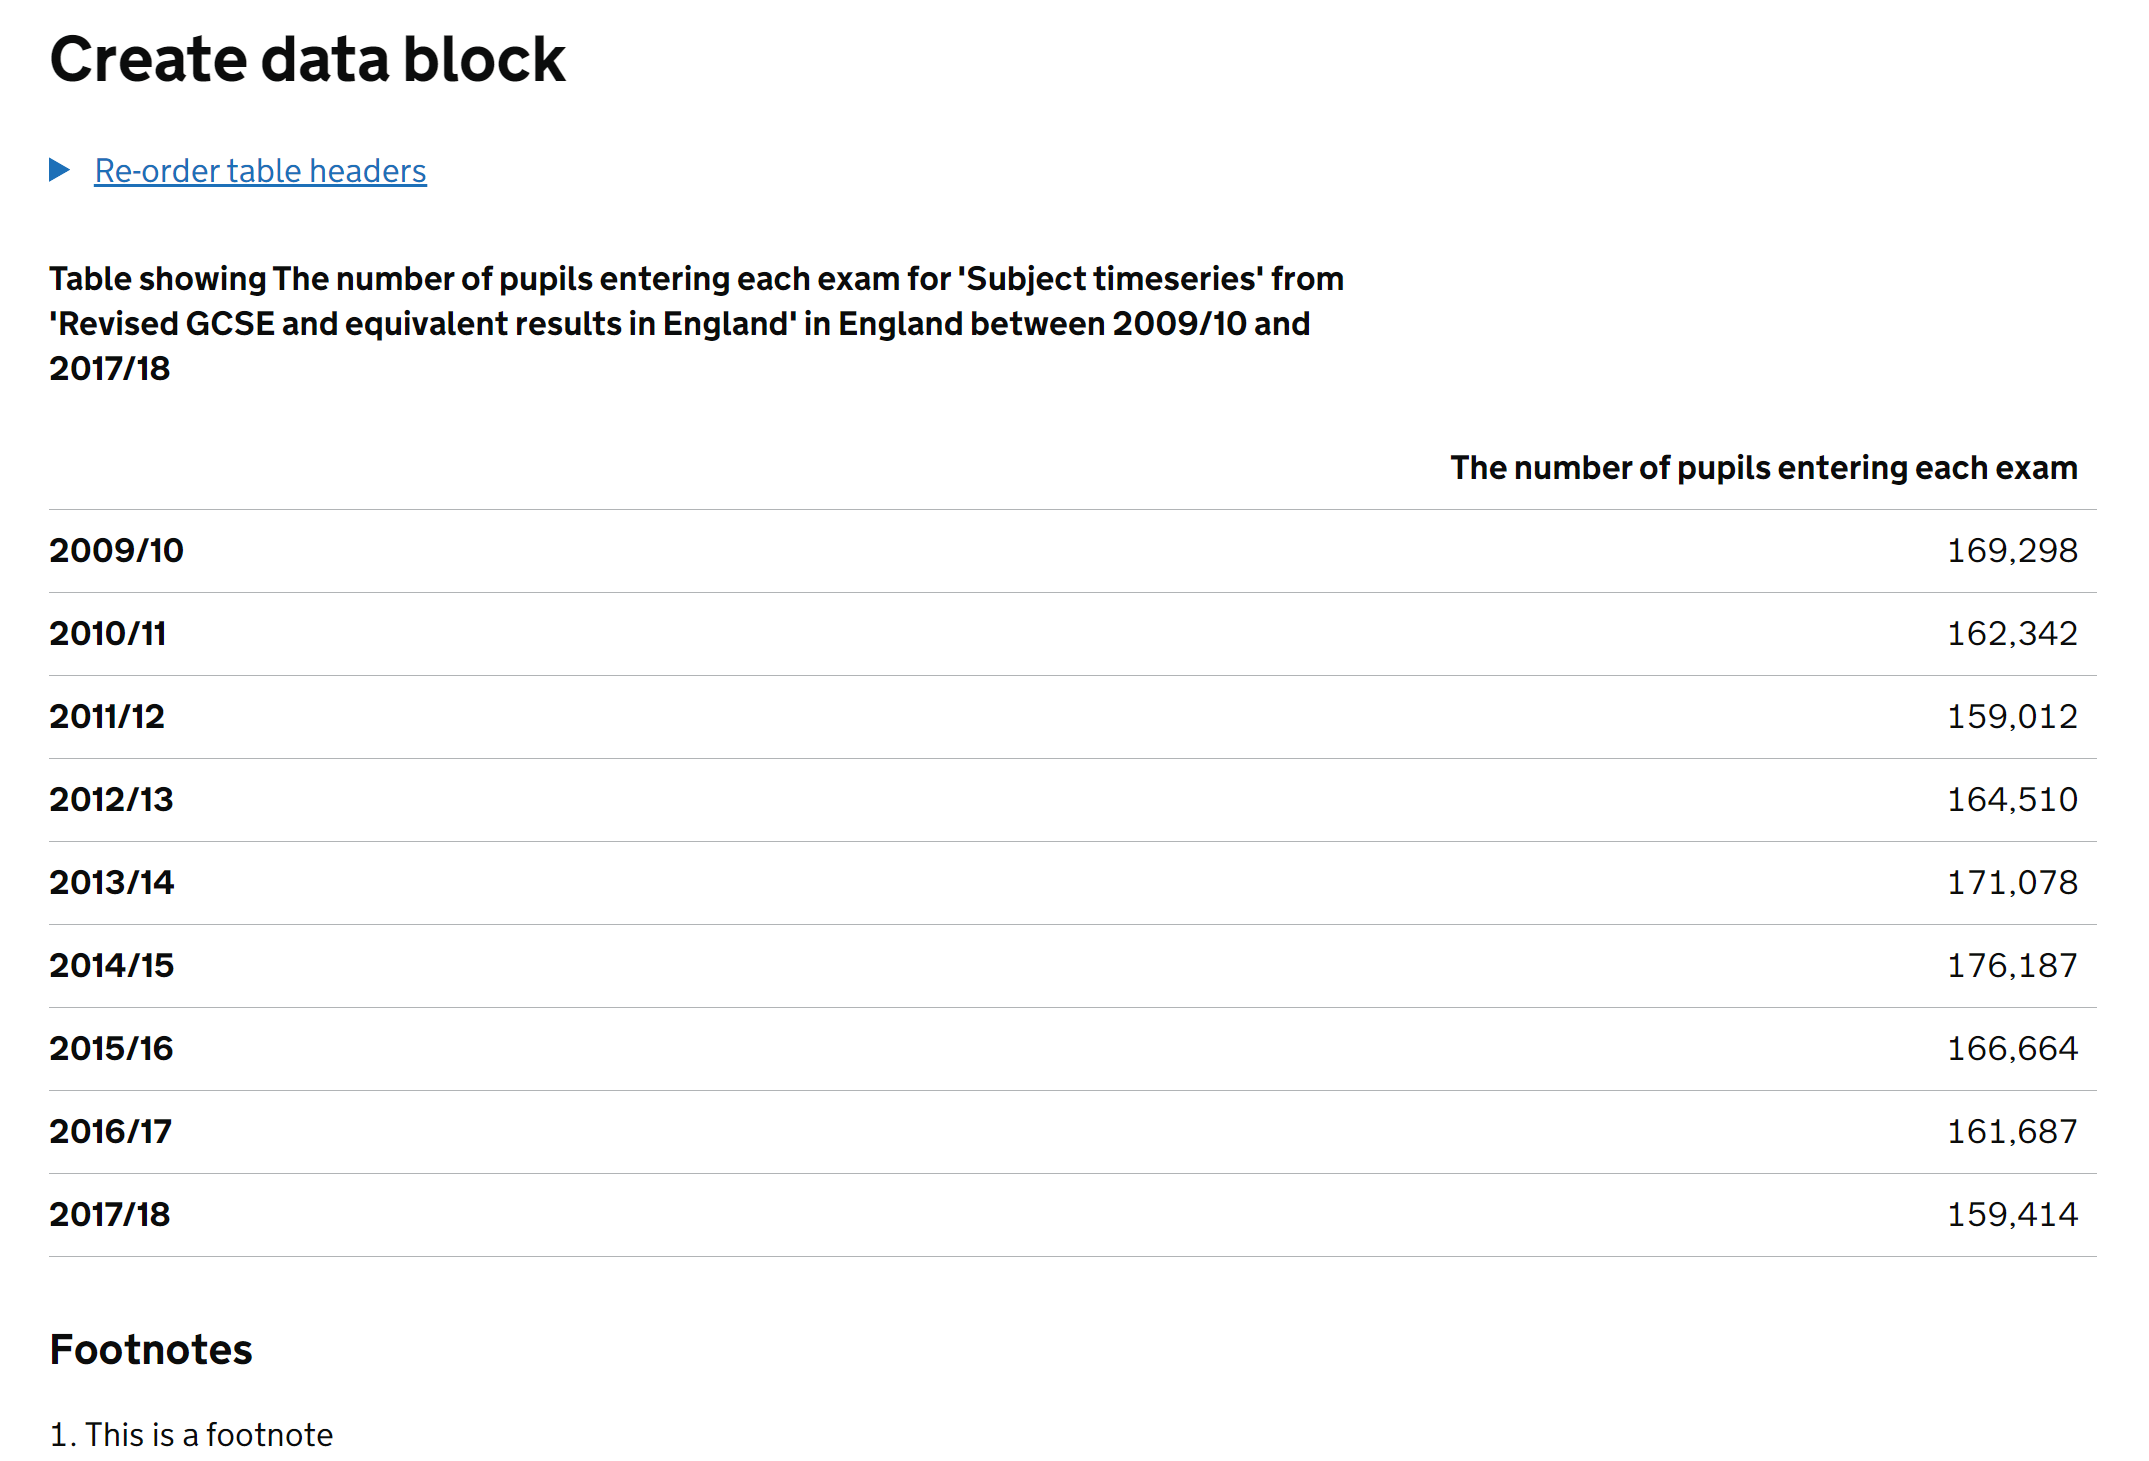 Create data block
Re-order table headers
Table showing The number of pupils entering each exam for 'Subject timeseries' from
'Revised GCSE and equivalent results in England' in England between 2009/10 and
2017/18
The number of pupils entering each exam
2009/10 169,298
2010/11 162,342
2011/12 159,012
2012/13 164,510
2013/14 171,078
2014/15 176,187
2015/16 166,664
2016/17 161,687
2017/18 159,414
Footnotes
1. This is a footnote